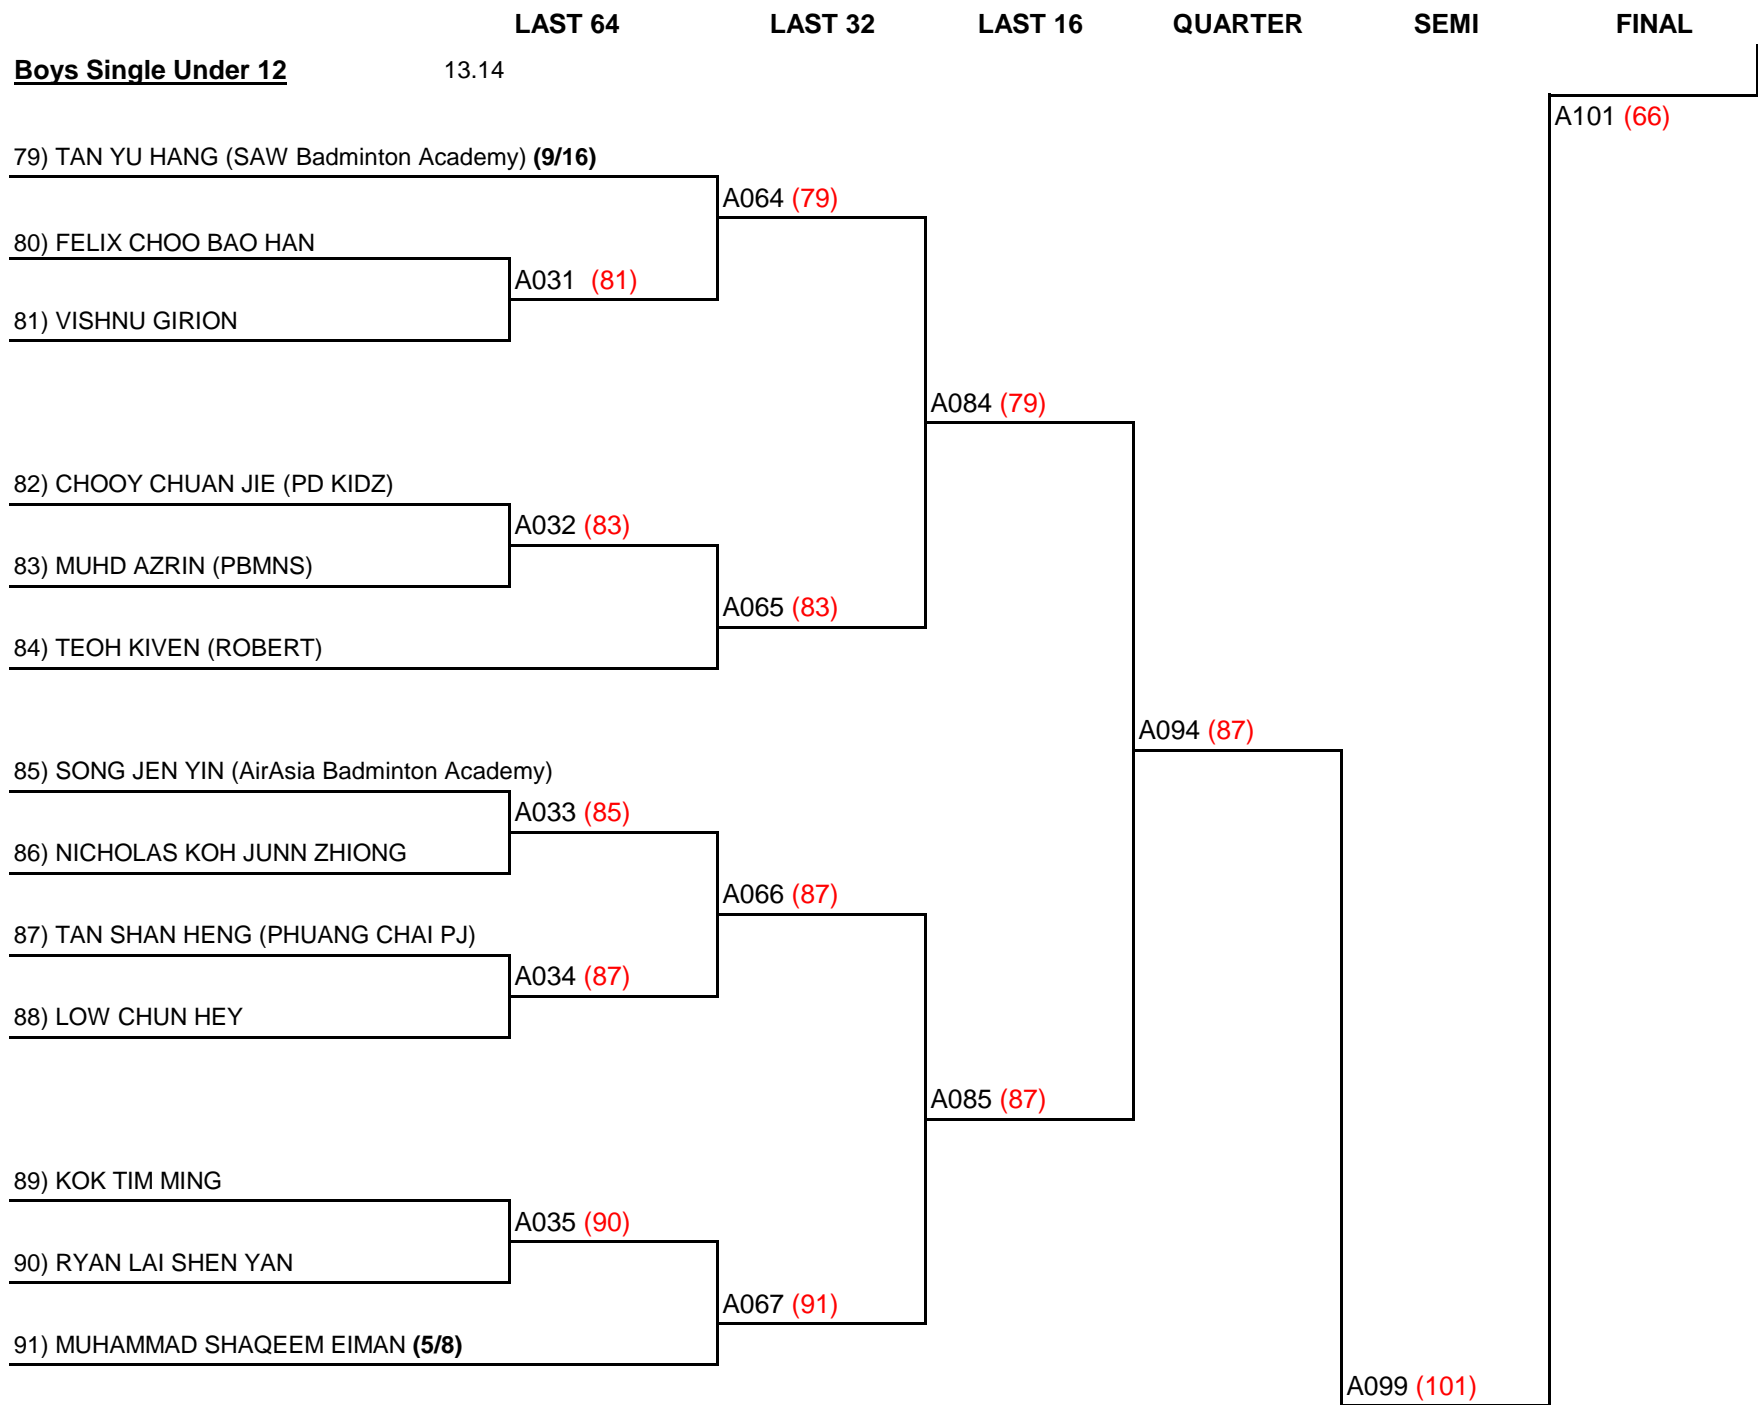 LAST 64 LAST 32 LAST 16 QUARTER SEMI FINAL
Boys Single Under 12 13.14
A101 (66)
79) TAN YU HANG (SAW Badminton Academy) (9/16)
A064 (79)
80) FELIX CHOO BAO HAN
A031 (81)
81) VISHNU GIRION
A084 (79)
82) CHOOY CHUAN JIE (PD KIDZ)
A032 (83)
83) MUHD AZRIN (PBMNS)
A065 (83)
84) TEOH KIVEN (ROBERT)
A094 (87)
85) SONG JEN YIN (AirAsia Badminton Academy)
A033 (85)
86) NICHOLAS KOH JUNN ZHIONG
A066 (87)
87) TAN SHAN HENG (PHUANG CHAI PJ)
A034 (87)
88) LOW CHUN HEY
A085 (87)
89) KOK TIM MING
A035 (90)
90) RYAN LAI SHEN YAN
A067 (91)
91) MUHAMMAD SHAQEEM EIMAN (5/8)
A099 (101)